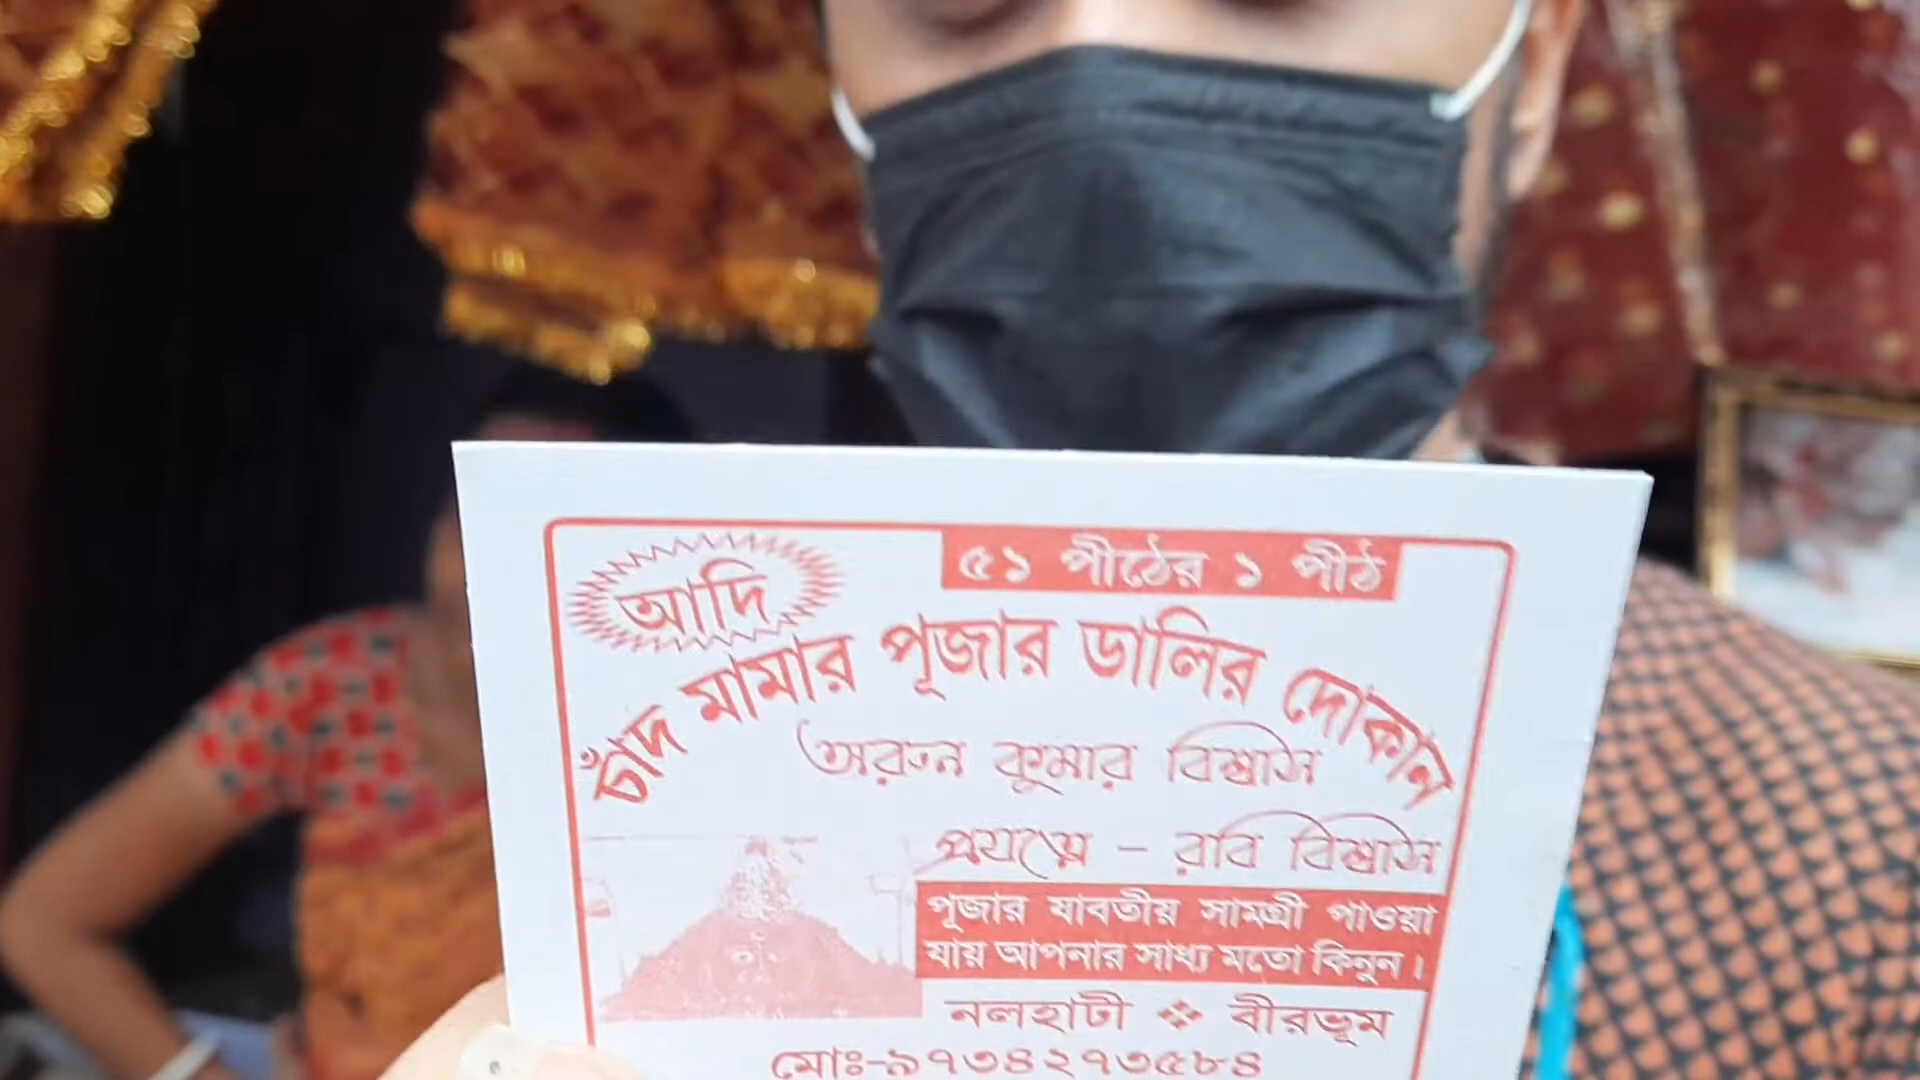 ৫১ পীঠের ১ পীঠ
আদি
চাঁদ মামার পূজার ডালির দোকান
অরুন কুমার বিশ্বাস
প্রযত্নে - রবি বিশ্বাস
পূজার যাবতীয় সামগ্রী পাওয়া
যায় আপনার সাধ্য মতো কিনুন।
নলহাটী ❖ বীরভূম
মোঃ-৯৭৩৪২৭৩৫৮৪